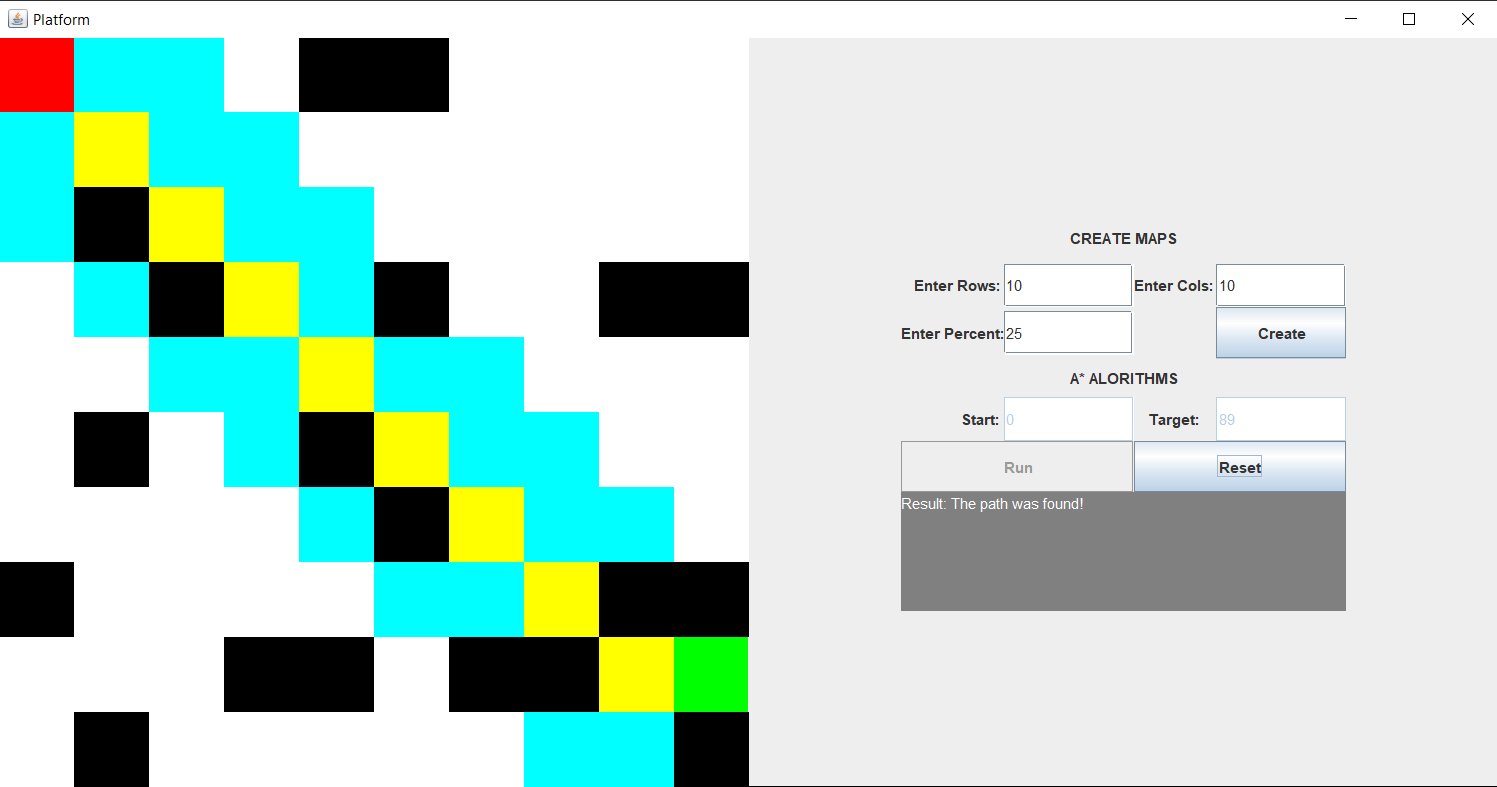 Platform
CREATE MAPS
Enter Rows: 10 Enter Cols: 10
Enter Percent: 25 Create
A* ALORITHMS
Start: 0 Target: 89
Run Reset
Result: The path was found!